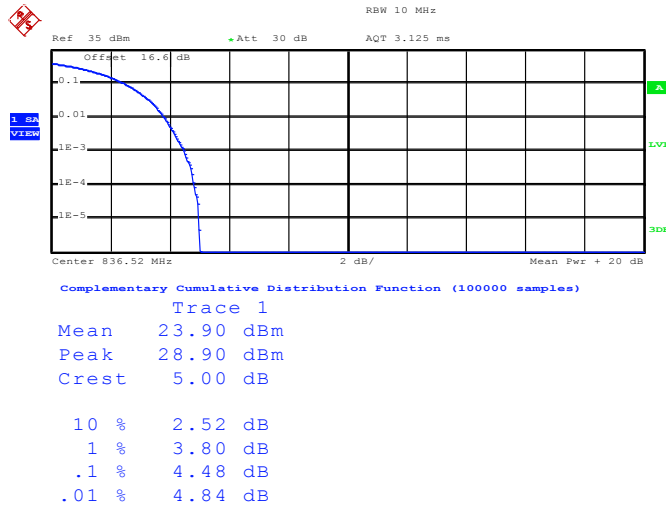 RBW 10 MHz
Ref 35 dBm * Att 30 dB AQT 3.125 ms
Offset 16.6 dB
0.1
A
0.01
1 SA
VIEW
1E-3
1E-4
1E-5
3DB
Center 836.52 MHz 2 dB/ Mean Pwr + 20 dB
Complementary Cumulative Distribution Function (100000 samples)
Trace 1
Mean 23.90 dBm
Peak 28.90 dBm
Crest 5.00 dB
10 % 2.52 dB
1 % 3.80 dB
.1 % 4.48 dB
.01 % 4.84 dB